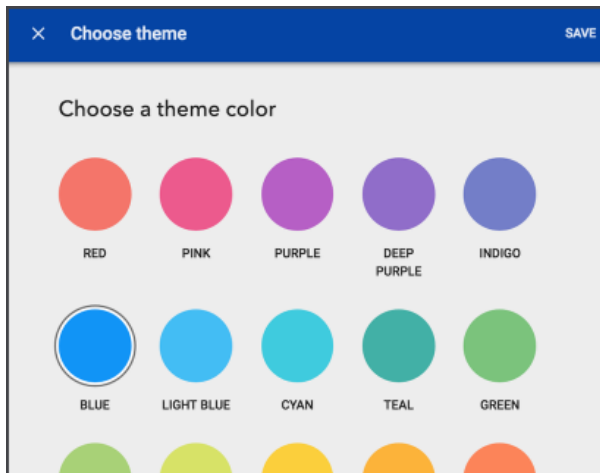 Choose theme
SAVE
Choose a theme color
RED
PINK
PURPLE
DEEP
PURPLE
INDIGO
BLUE
LIGHT BLUE
CYAN
TEAL
GREEN